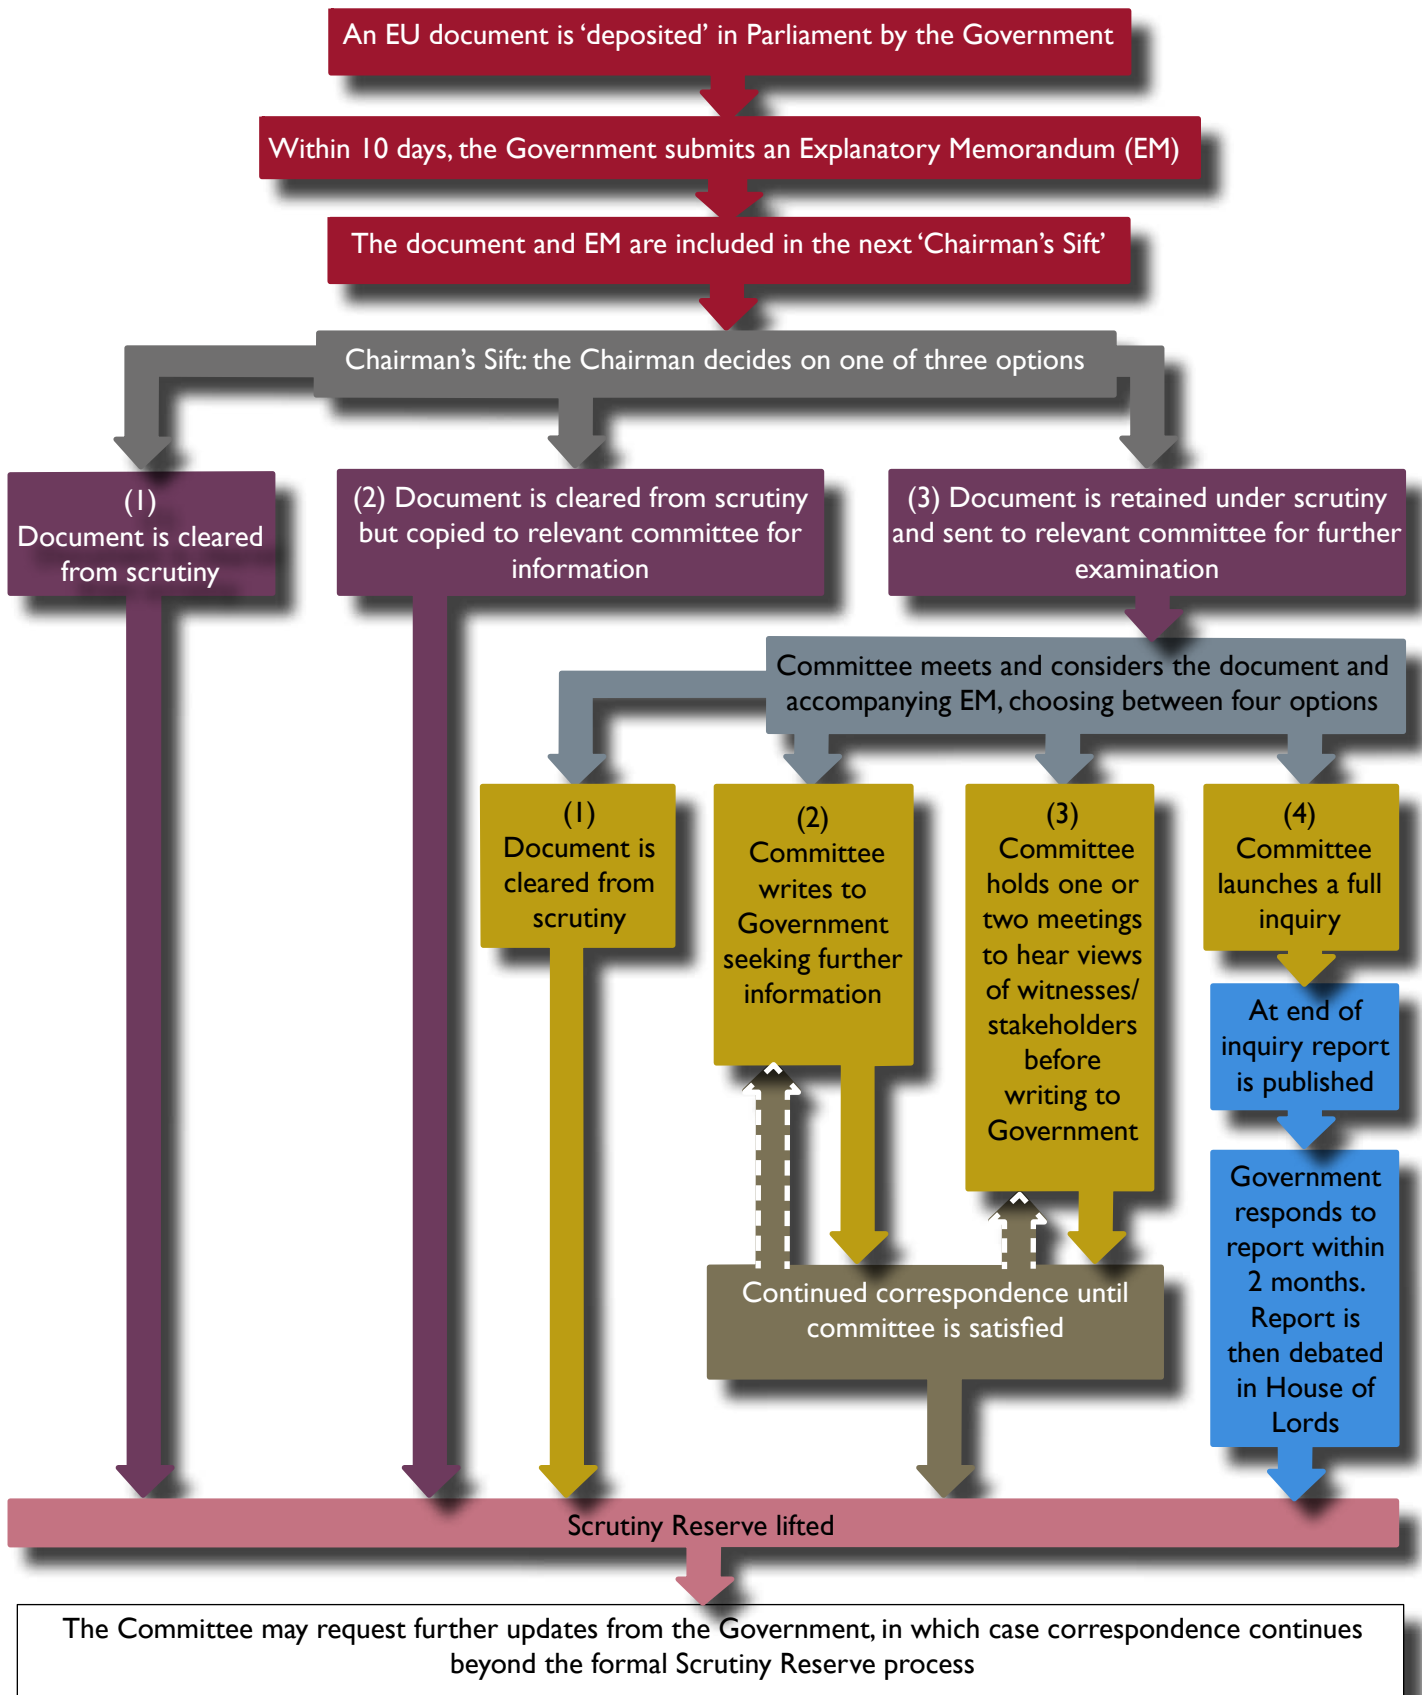 An EU document is ‘deposited’ in Parliament by the Government
Within 10 days, the Government submits an Explanatory Memorandum (EM)
The document and EM are included in the next ‘Chairman’s Sift’
Chairman’s Sift: the Chairman decides on one of three options
(1)
Document is cleared
from scrutiny
(2) Document is cleared from scrutiny
but copied to relevant committee for
information
(3) Document is retained under scrutiny
and sent to relevant committee for further
examination
Committee meets and considers the document and
accompanying EM, choosing between four options
(1)
Document is
cleared from
scrutiny
(2)
Committee
writes to
Government
seeking further
information
(3)
Committee
holds one or
two meetings
to hear views
of witnesses/
stakeholders
before
writing to
Government
(4)
Committee
launches a full
inquiry
At end of
inquiry report
is published
Government
responds to
report within
2 months.
Report is
then debated
in House of
Lords
Continued correspondence until
committee is satisfied
Scrutiny Reserve lifted
The Committee may request further updates from the Government, in which case correspondence continues
beyond the formal Scrutiny Reserve process